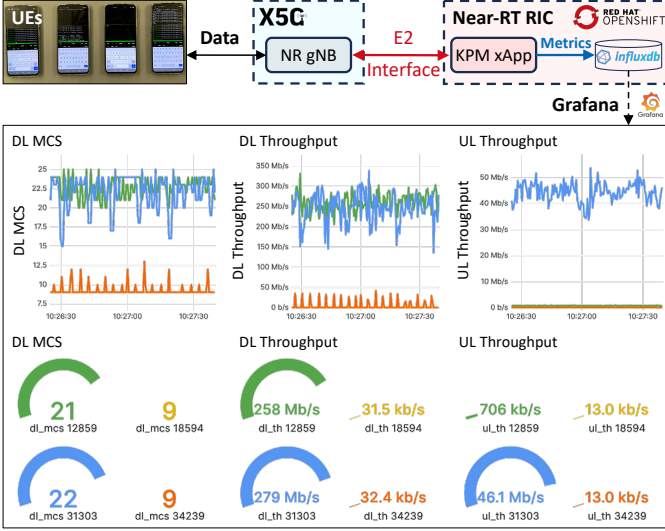 UEs
X5G
Near-RT RIC
RED HAT
OPENSHIFT
Data
NR gNB
E2
Interface
KPM xApp
Metrics
influxdb
Grafana
Grafana
DL MCS
DL Throughput
UL Throughput
DL MCS
25
22.5
20
17.5
15
12.5
10
7.5
10:26:30
10:27:00
10:27:30
DL Throughput
350 Mb/s
300 Mb/s
250 Mb/s
200 Mb/s
150 Mb/s
100 Mb/s
50 Mb/s
0 b/s
10:26:30
10:27:00
10:27:30
UL Throughput
50 Mb/s
40 Mb/s
30 Mb/s
20 Mb/s
10 Mb/s
0 b/s
10:26:30
10:27:00
10:27:30
DL MCS
DL Throughput
UL Throughput
21
dl_mcs 12859
9
dl_mcs 18594
258 Mb/s
dl_th 12859
31.5 kb/s
dl_th 18594
706 kb/s
ul_th 12859
13.0 kb/s
ul_th 18594
22
dl_mcs 31303
9
dl_mcs 34239
279 Mb/s
dl_th 31303
32.4 kb/s
dl_th 34239
46.1 Mb/s
ul_th 31303
13.0 kb/s
ul_th 34239